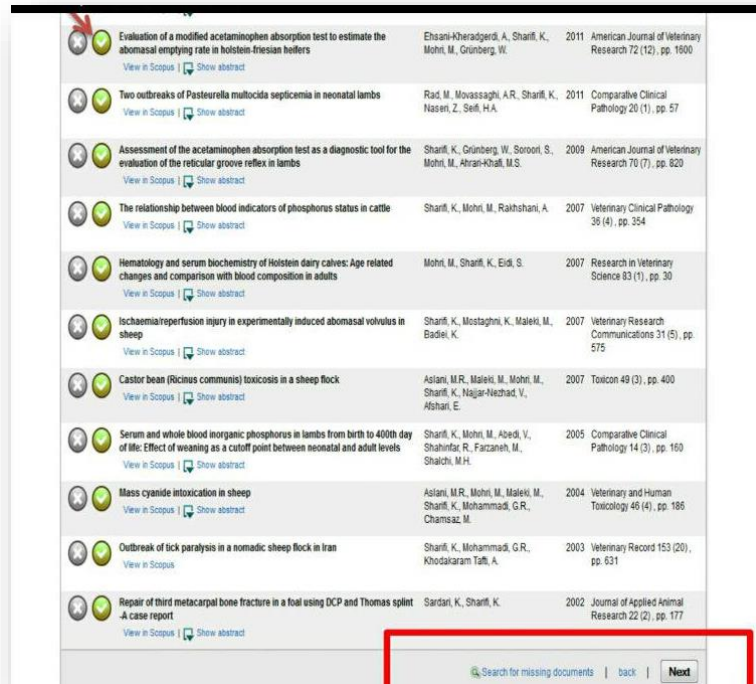 Evaluation of a modified acetaminophen absorption test to estimate the
abomasal emptying rate in holstein-friesian heifers
View in Scopus | Show abstract
Ehsani-Kheradgerdi, A., Sharifi, K.,
Mohri, M., Grünberg, W.
2011 American Journal of Veterinary
Research 72 (12) , pp. 1600
Two outbreaks of Pasteurella multocida septicemia in neonatal lambs
View in Scopus | Show abstract
Rad, M., Movassaghi, A.R., Sharifi, K.,
Naseri, Z., Seifi, H.A.
2011 Comparative Clinical
Pathology 20 (1) , pp. 57
Assessment of the acetaminophen absorption test as a diagnostic tool for the
evaluation of the reticular groove reflex in lambs
View in Scopus | Show abstract
Sharifi, K., Grünberg, W., Soroori, S.,
Mohri, M., Ahrari-Khafi, M.S.
2009 American Journal of Veterinary
Research 70 (7) , pp. 820
The relationship between blood indicators of phosphorus status in cattle
View in Scopus | Show abstract
Sharifi, K., Mohri, M., Rakhshani, A.
2007 Veterinary Clinical Pathology
36 (4) , pp. 354
Hematology and serum biochemistry of Holstein dairy calves: Age related
changes and comparison with blood composition in adults
View in Scopus | Show abstract
Mohri, M., Sharifi, K., Eidi, S.
2007 Research in Veterinary
Science 83 (1) , pp. 30
Ischaemia/reperfusion injury in experimentally induced abomasal volvulus in
sheep
View in Scopus | Show abstract
Sharifi, K., Mostaghni, K., Maleki, M.,
Badiei, K.
2007 Veterinary Research
Communications 31 (5) , pp.
575
Castor bean (Ricinus communis) toxicosis in a sheep flock
View in Scopus | Show abstract
Aslani, M.R., Maleki, M., Mohri, M.,
Sharifi, K., Najjar-Nezhad, V.,
Afshari, E.
2007 Toxicon 49 (3) , pp. 400
Serum and whole blood inorganic phosphorus in lambs from birth to 400th day
of life: Effect of weaning as a cutoff point between neonatal and adult levels
View in Scopus | Show abstract
Sharifi, K., Mohri, M., Abedi, V.,
Shahinfar, R., Farzaneh, M.,
Shalchi, M.H.
2005 Comparative Clinical
Pathology 14 (3) , pp. 160
Mass cyanide intoxication in sheep
View in Scopus | Show abstract
Aslani, M.R., Mohri, M., Maleki, M.,
Sharifi, K., Mohammadi, G.R.,
Chamsaz, M.
2004 Veterinary and Human
Toxicology 46 (4) , pp. 186
Outbreak of tick paralysis in a nomadic sheep flock in Iran
View in Scopus
Sharifi, K., Mohammadi, G.R.,
Khodakaram Tafti, A.
2003 Veterinary Record 153 (20) ,
pp. 631
Repair of third metacarpal bone fracture in a foal using DCP and Thomas splint
-A case report
View in Scopus | Show abstract
Sardari, K., Sharifi, K.
2002 Journal of Applied Animal
Research 22 (2) , pp. 177
Search for missing documents | back | Next